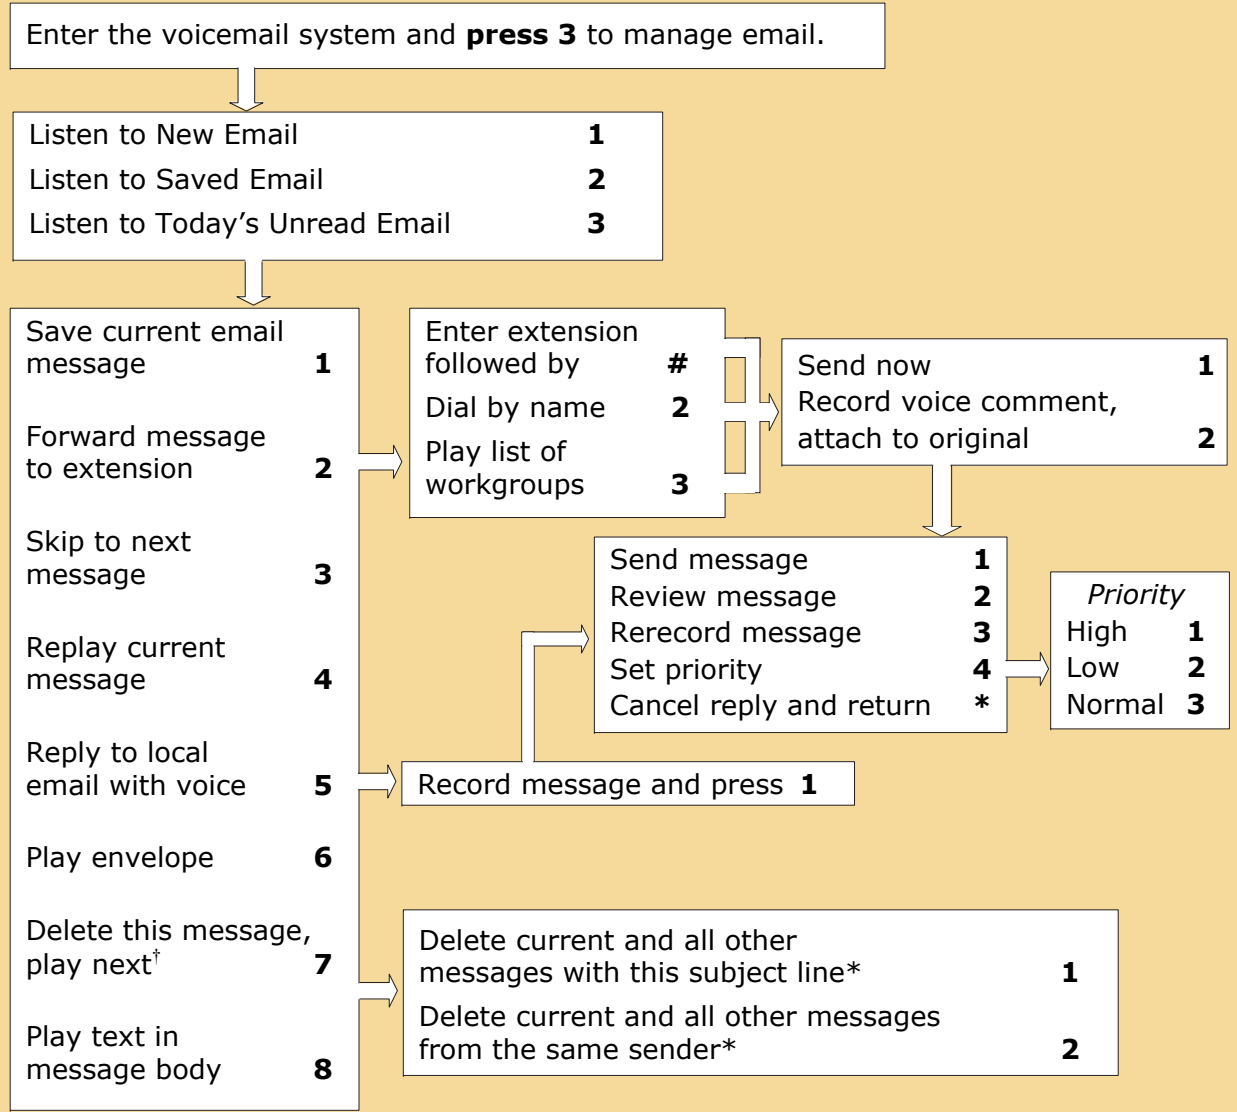 Enter the voicemail system and press 3 to manage email.
Listen to New Email 1
Listen to Saved Email 2
Listen to Today’s Unread Email 3
Save current email
message 1
Forward message
to extension 2
Skip to next
message 3
Replay current
message 4
Reply to local
email with voice 5
Play envelope 6
Delete this message,
play next† 7
Play text in
message body 8
Enter extension
followed by #
Dial by name 2
Play list of
workgroups 3
Send now 1
Record voice comment,
attach to original 2
Send message 1
Review message 2
Rerecord message 3
Set priority 4
Cancel reply and return *
Priority
High 1
Low 2
Normal 3
Record message and press 1
Delete current and all other
messages with this subject line* 1
Delete current and all other messages
from the same sender* 2